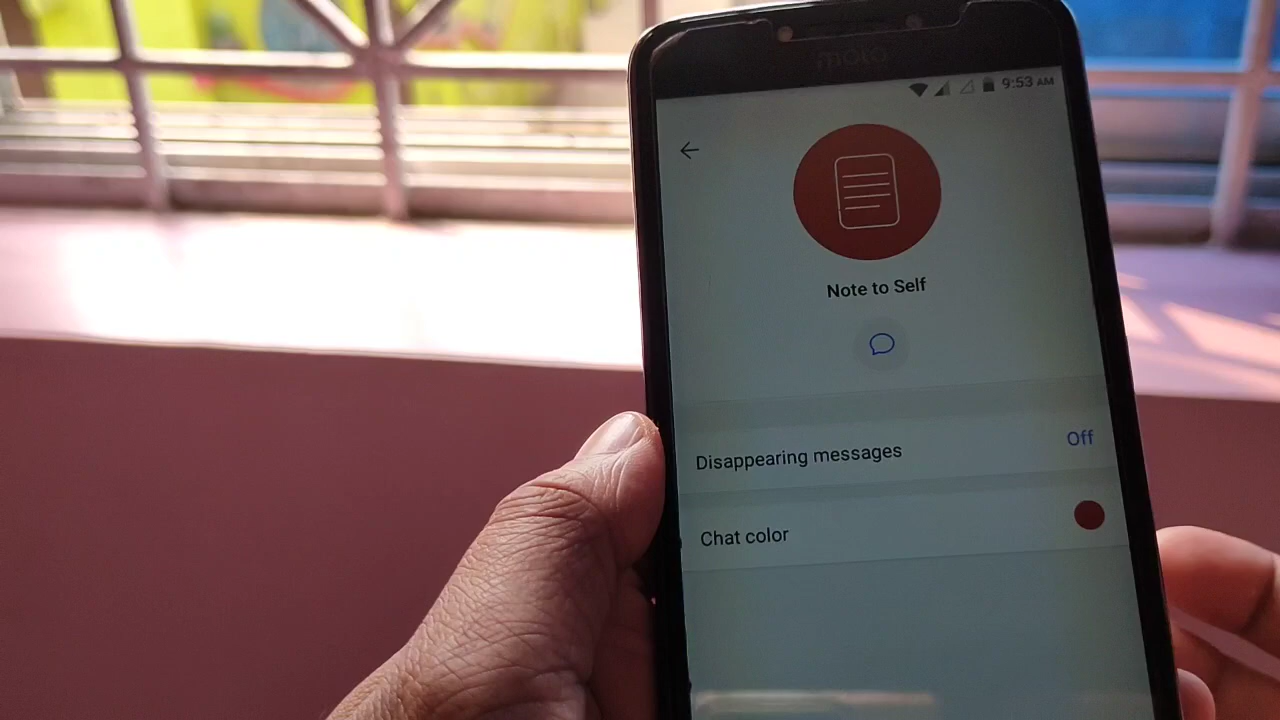 moto
9:53 AM
Note to Self
Disappearing messages Off
Chat color